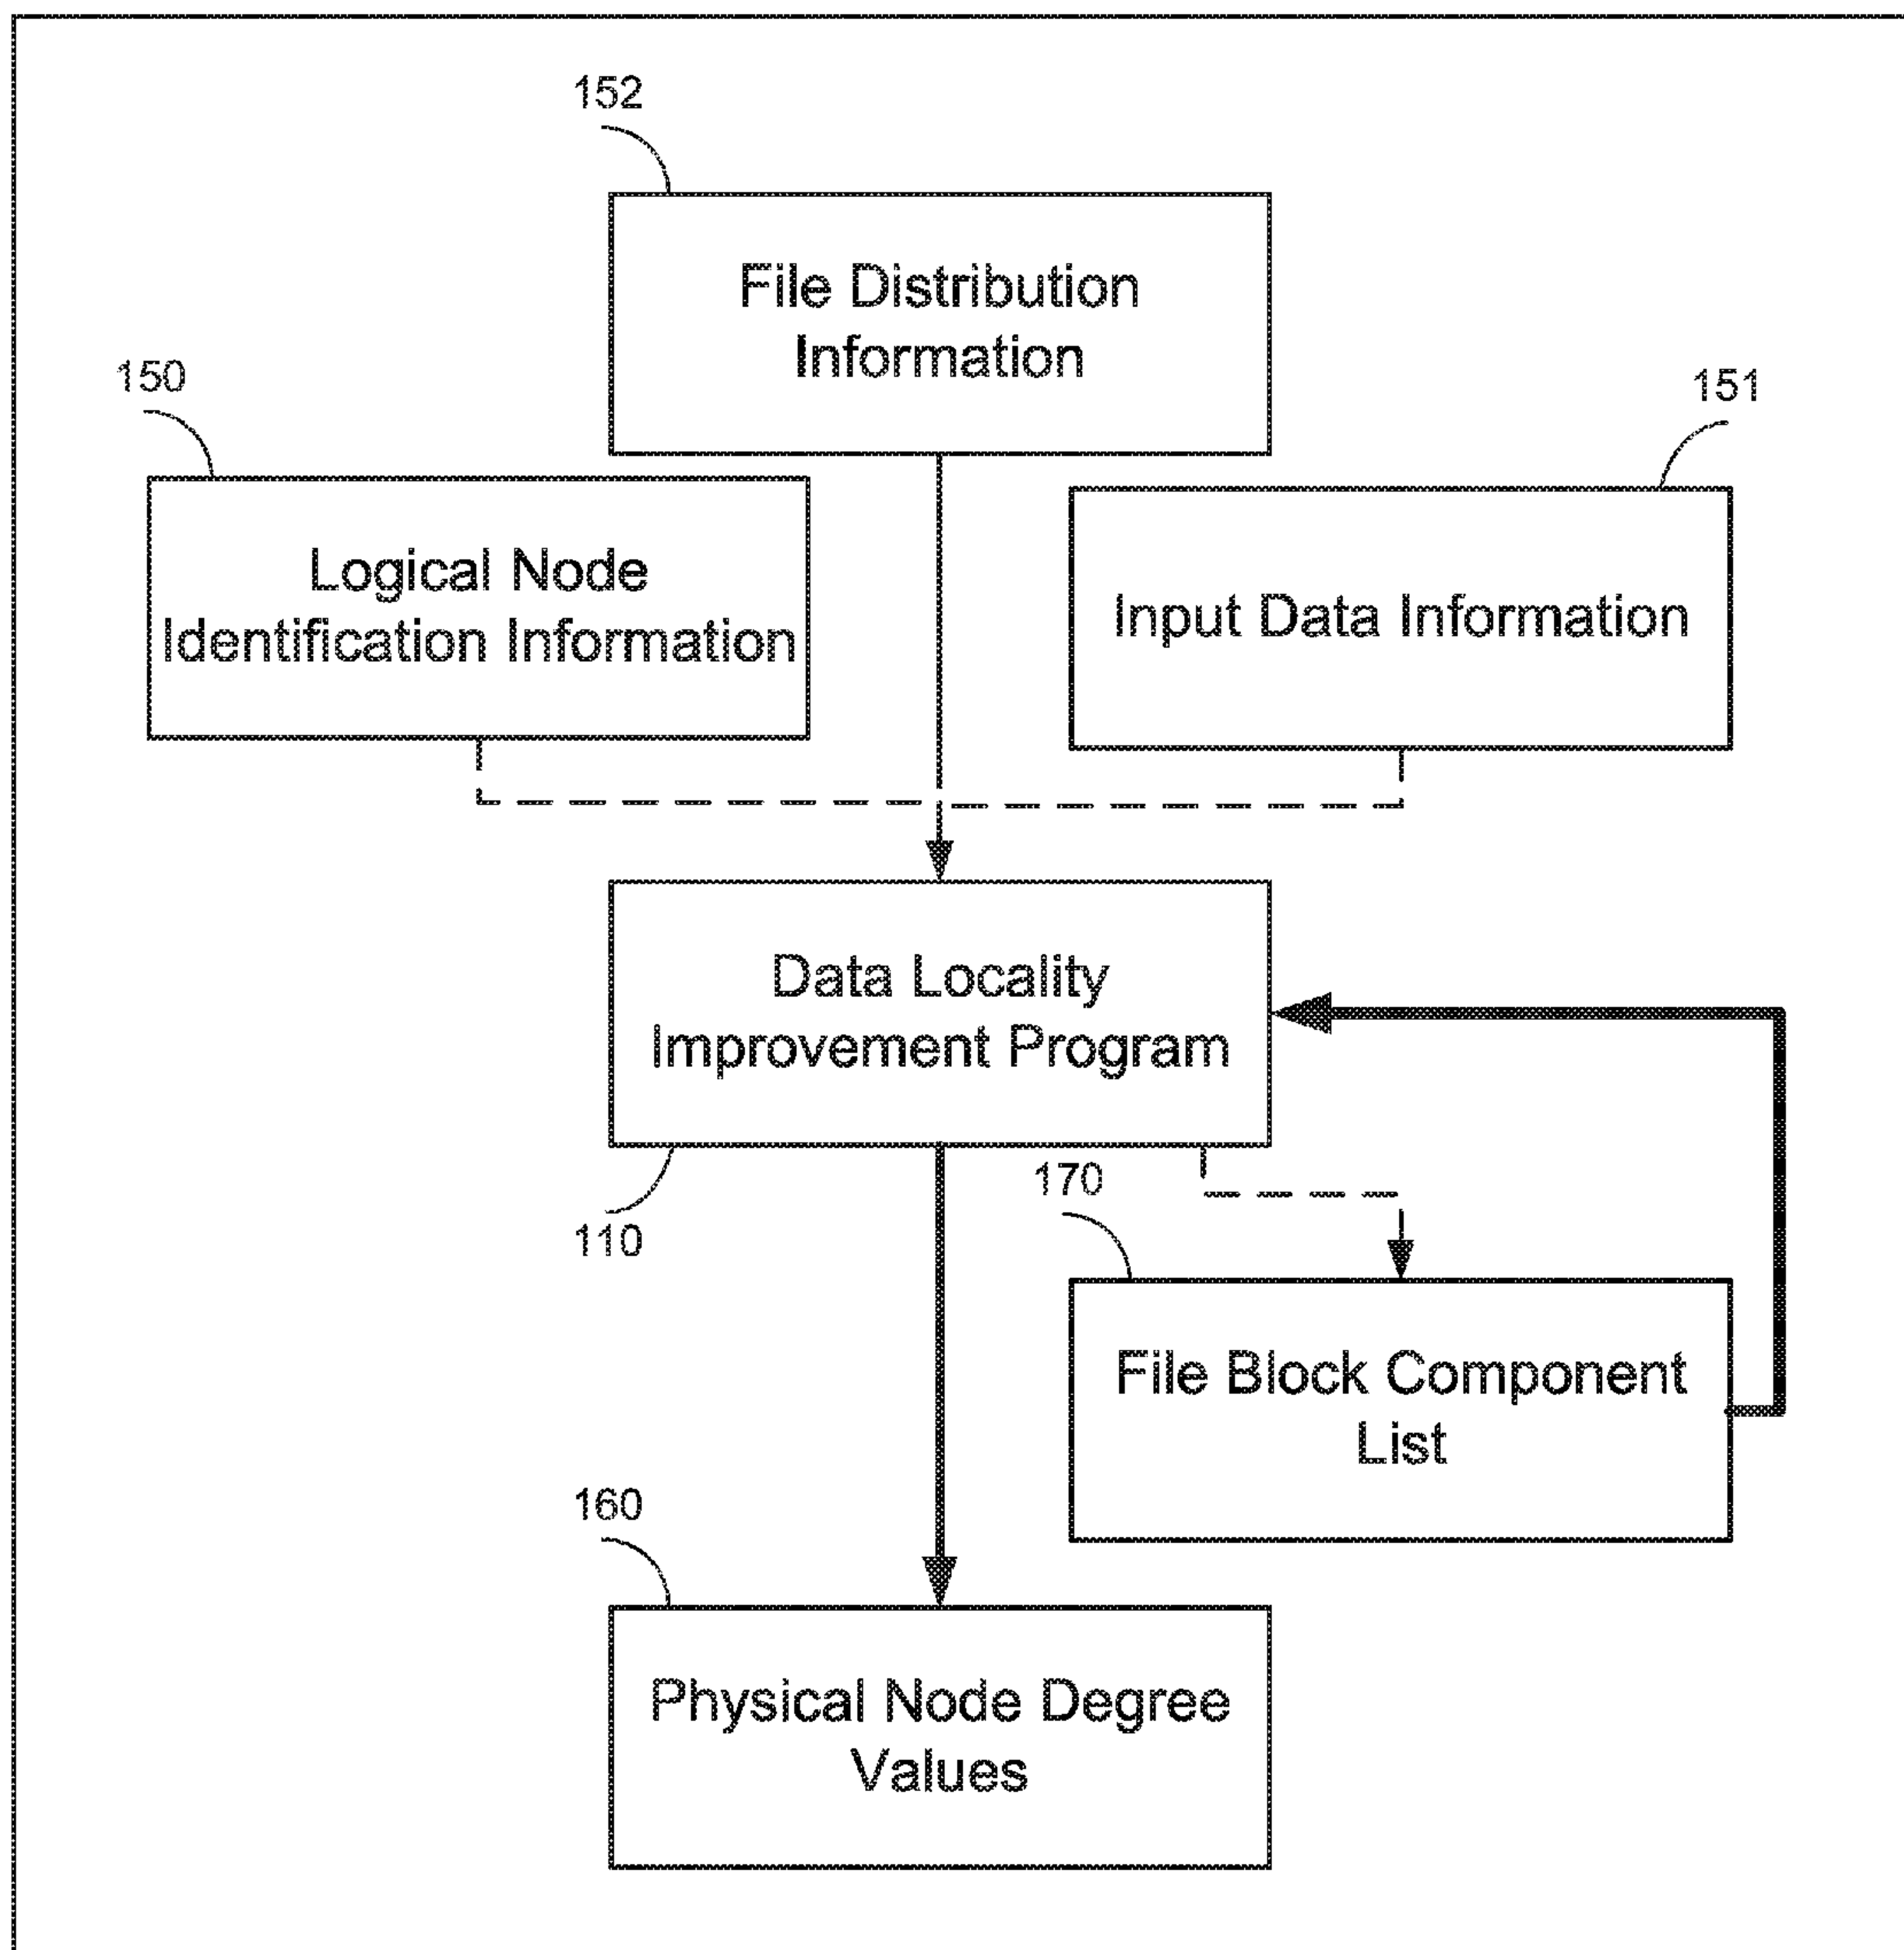 152
File Distribution
Information
150
151
Logical Node
Identification Information
Input Data Information
Data Locality
Improvement Program
110
170
File Block Component
List
160
Physical Node Degree
Values